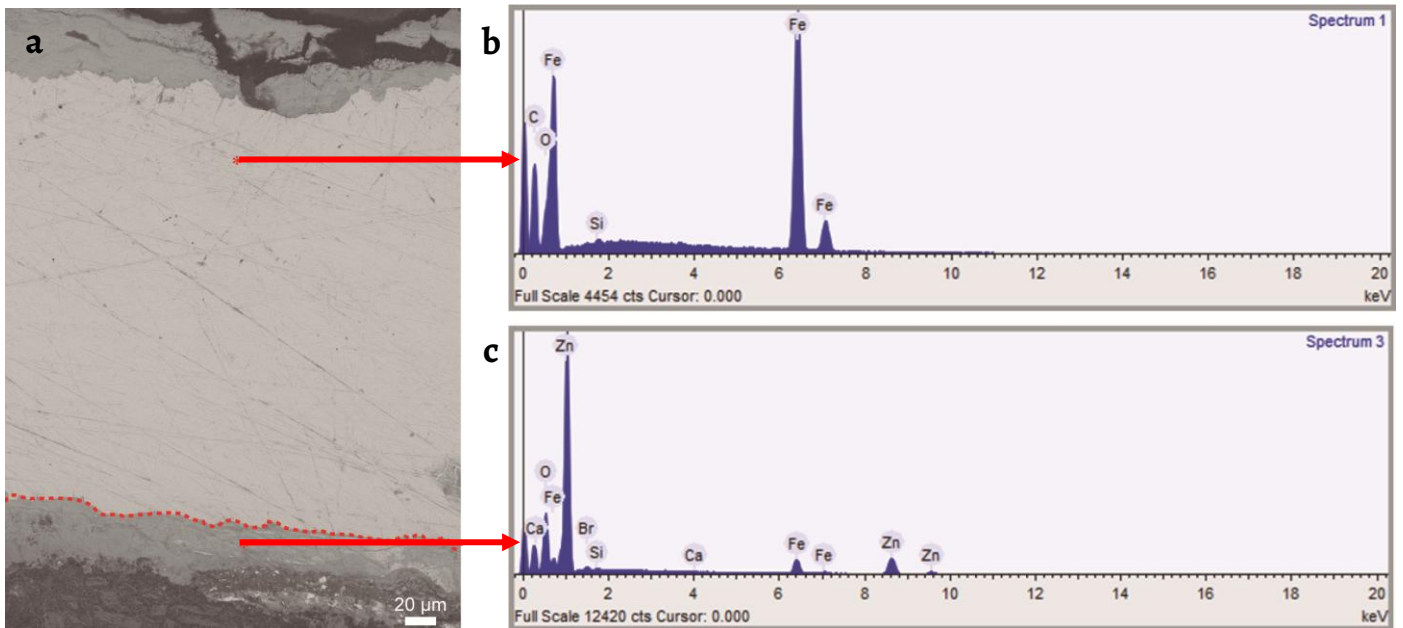 a
20 µm
b
Spectrum 1
Fe
Fe
C
O
Si
Fe
0 2 4 6 8 10 12 14 16 18 20
Full Scale 4454 cts Cursor: 0.000 keV
c
Spectrum 3
Zn
O
Fe
Ca
Br
Si
Ca
Fe
Fe
Zn
Zn
0 2 4 6 8 10 12 14 16 18 20
Full Scale 12420 cts Cursor: 0.000 keV